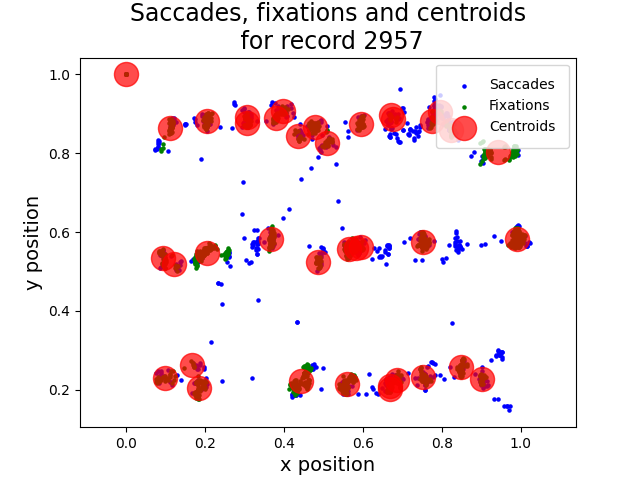 Saccades, fixations and centroids
for record 2957
Saccades
Fixations
Centroids
1.0
0.8
0.6
0.4
0.2
y position
0.0 0.2 0.4 0.6 0.8 1.0
x position